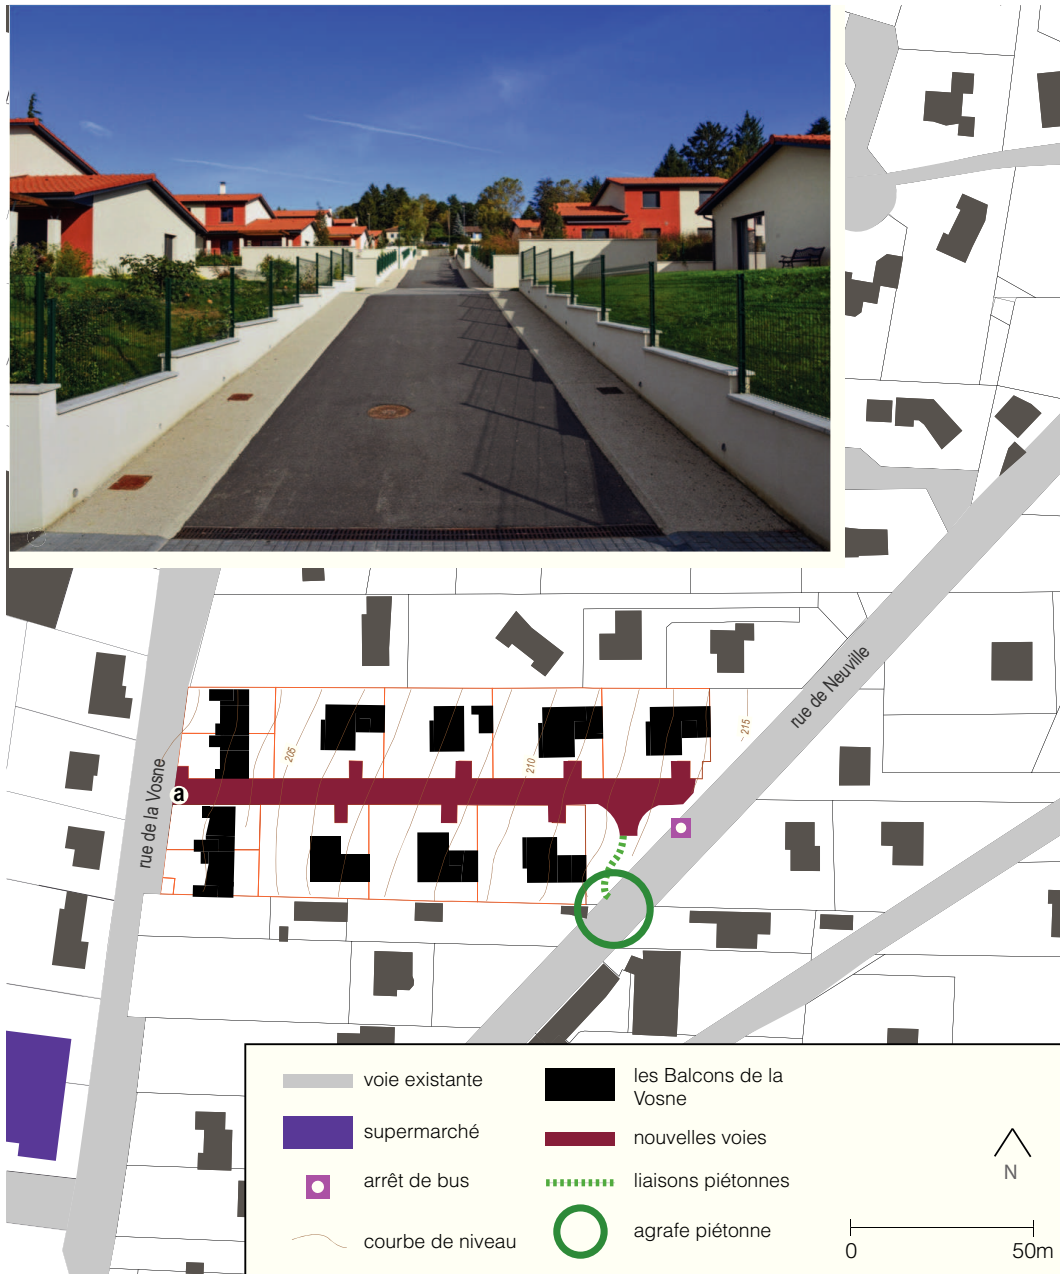 rue de Neuville
215
205
210
rue de la Vosne
a
voie existante
les Balcons de la
Vosne
supermarché
nouvelles voies
arrêt de bus
liaisons piétonnes
N
courbe de niveau
agrafe piétonne
0
50m